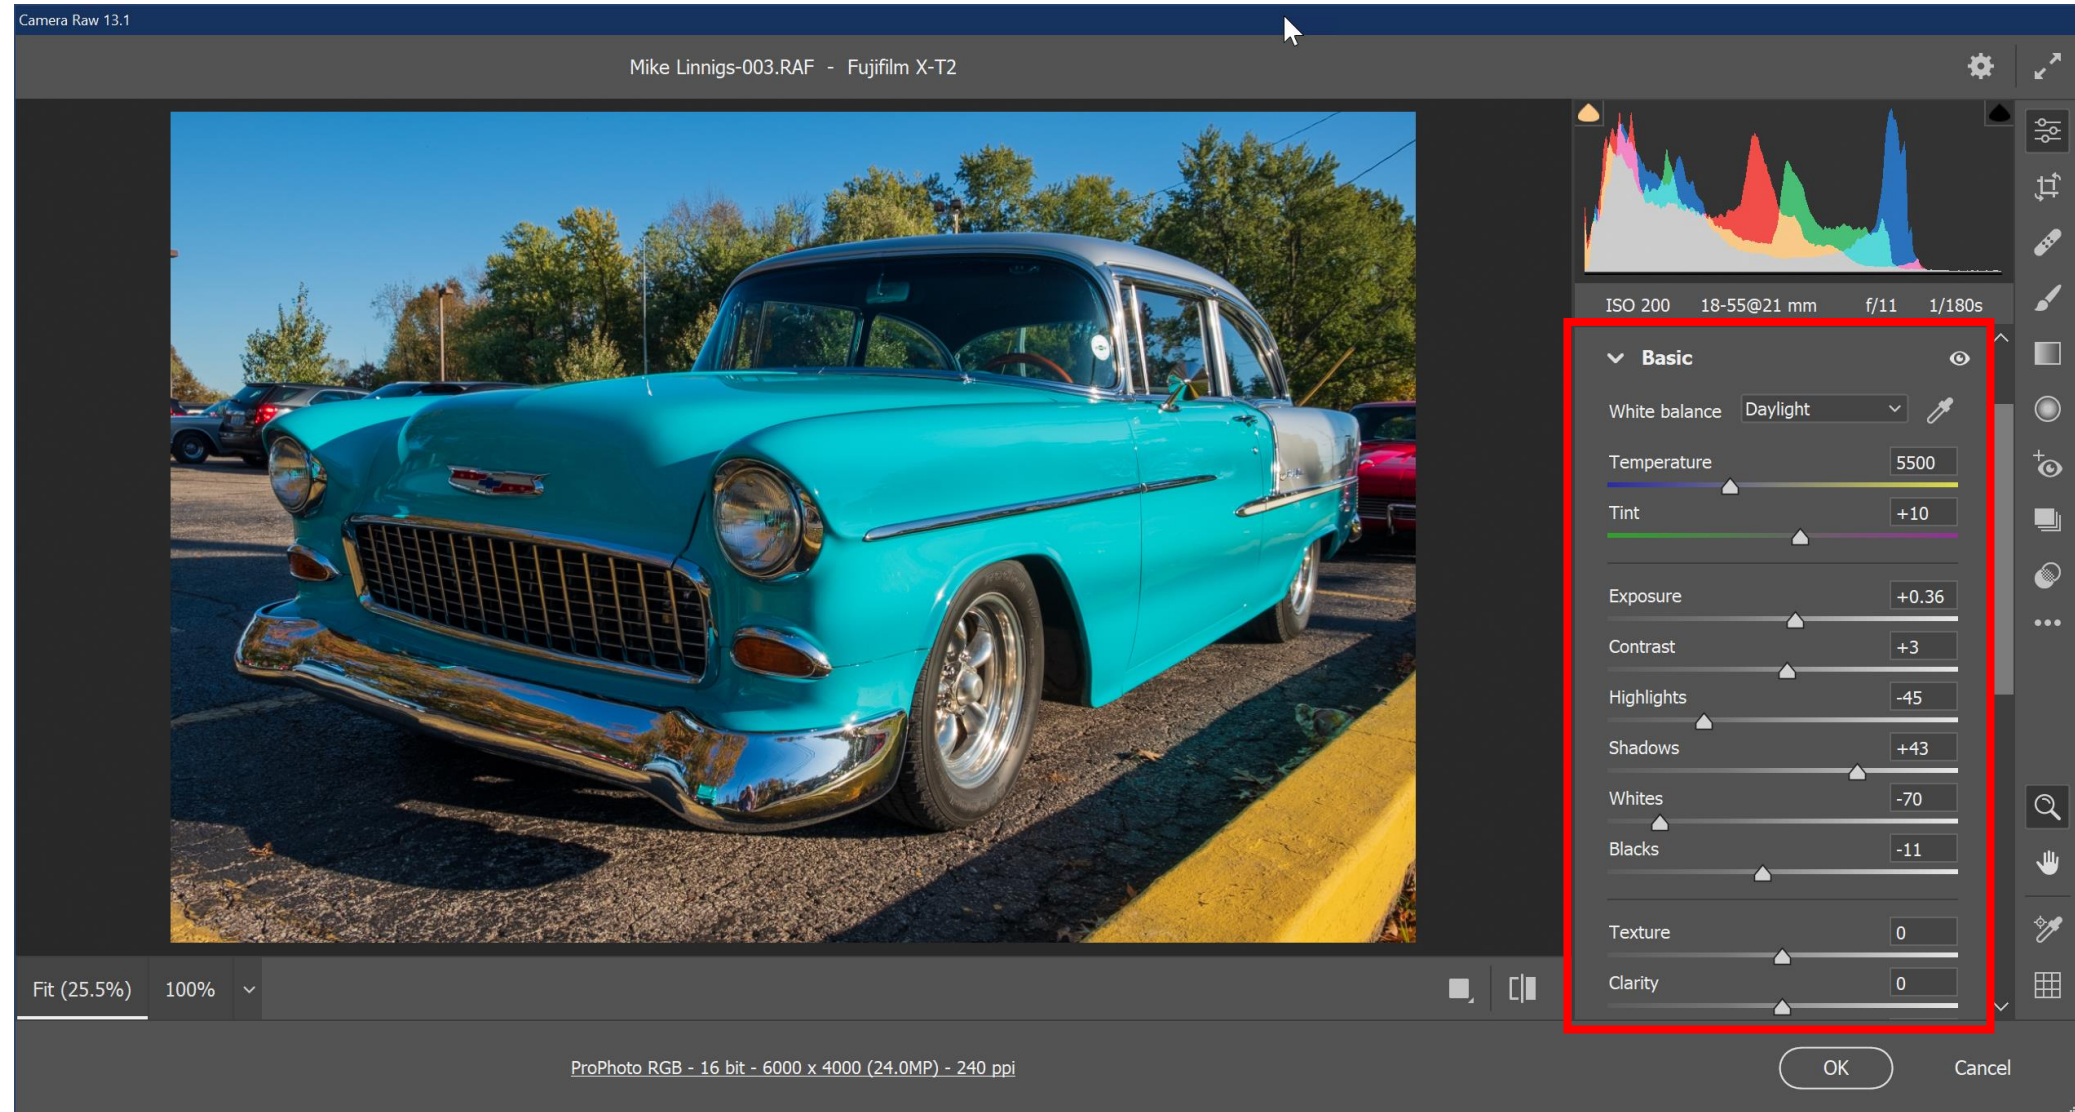 Camera Raw 13.1
Mike Linnigs-003.RAF - Fujifilm X-T2
ISO 200 18-55@21 mm f/11 1/180s
Basic
White balance Daylight
Temperature 5500
Tint +10
Exposure +0.36
Contrast +3
Highlights -45
Shadows +43
Whites -70
Blacks -11
Texture 0
Clarity 0
Fit (25.5%) 100%
ProPhoto RGB - 16 bit - 6000 x 4000 (24.0MP) - 240 ppi
OK Cancel